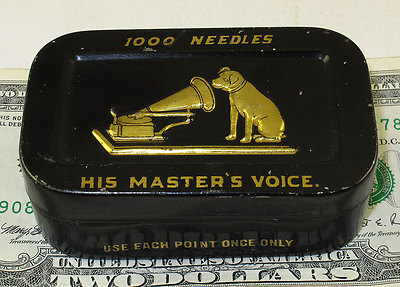 1000 NEEDLES
HIS MASTER'S VOICE.
USE EACH POINT ONCE ONLY
TWO DOLLARS